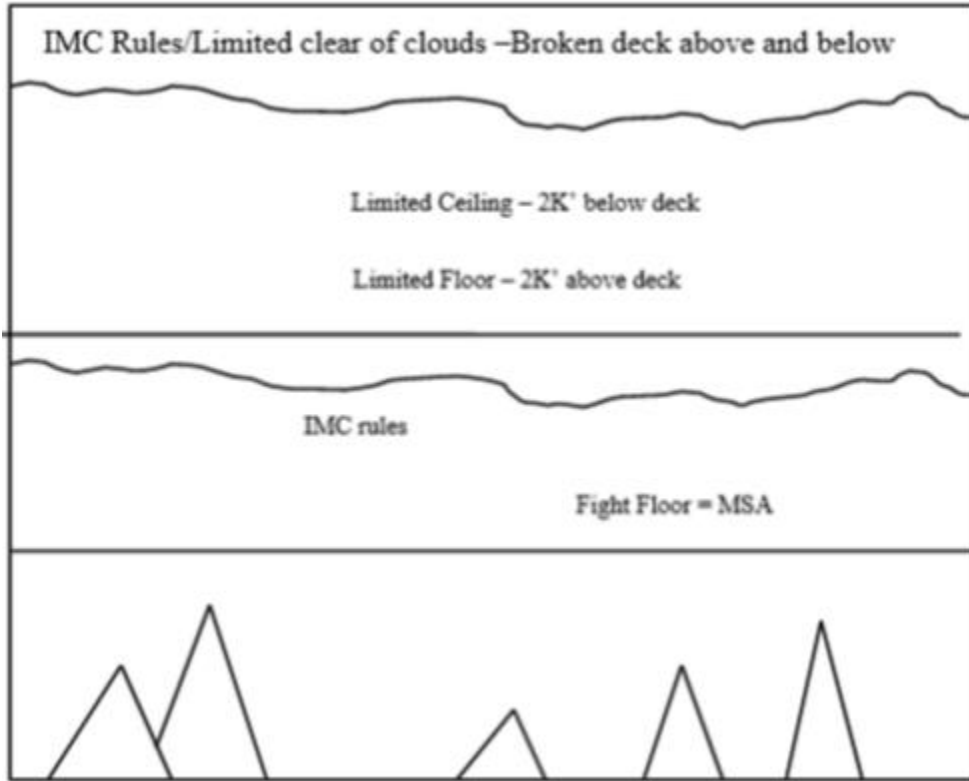 IMC Rules/Limited clear of clouds –Broken deck above and below
Limited Ceiling – 2K' below deck
Limited Floor – 2K' above deck
IMC rules
Fight Floor = MSA